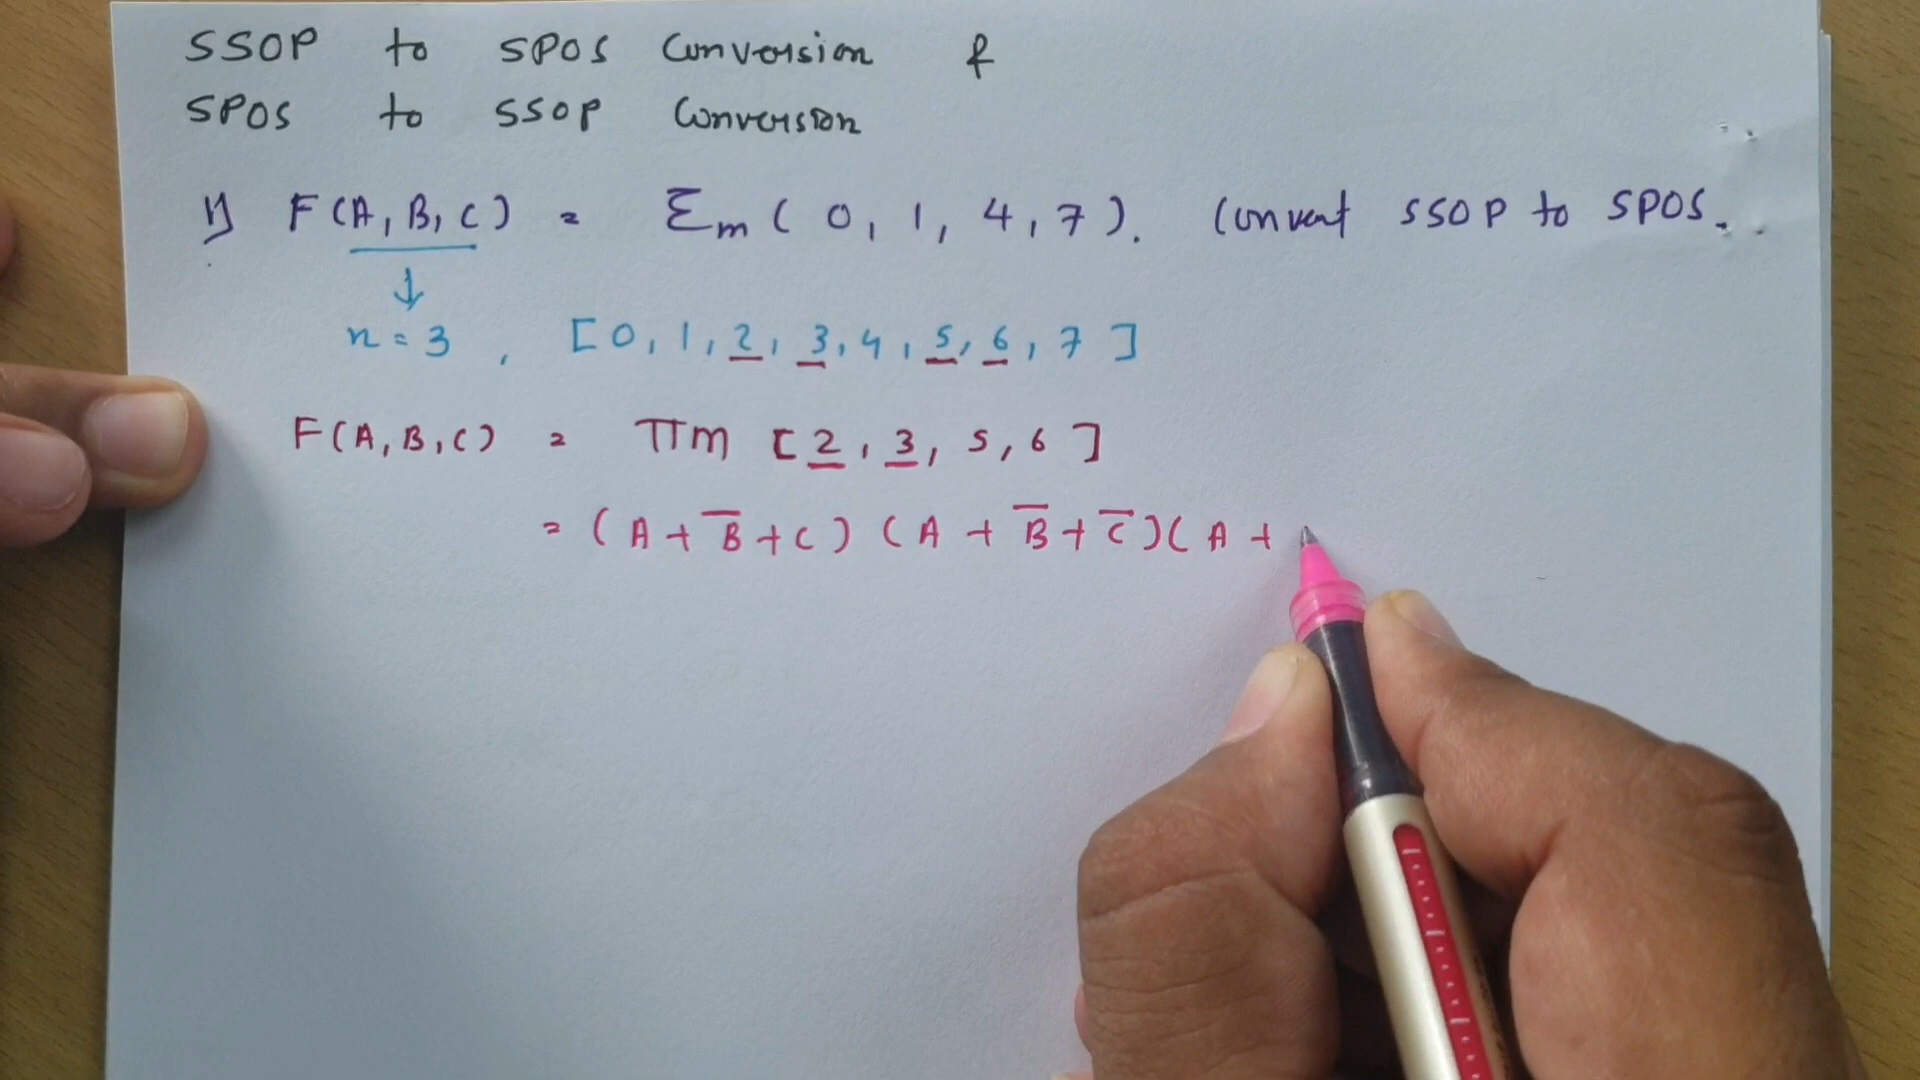 SSOP to SPOS Conversion &
SPOS to SSOP Conversion
1) F(A, B, C) = Σm ( 0, 1, 4, 7 ). Convert SSOP to SPOS.
↓
n = 3 , [ 0, 1, 2, 3, 4, 5, 6, 7 ]
F(A, B, C) = πM [ 2, 3, 5, 6 ]
= ( A + B̅ + C ) ( A + B̅ + C̅ ) ( A +